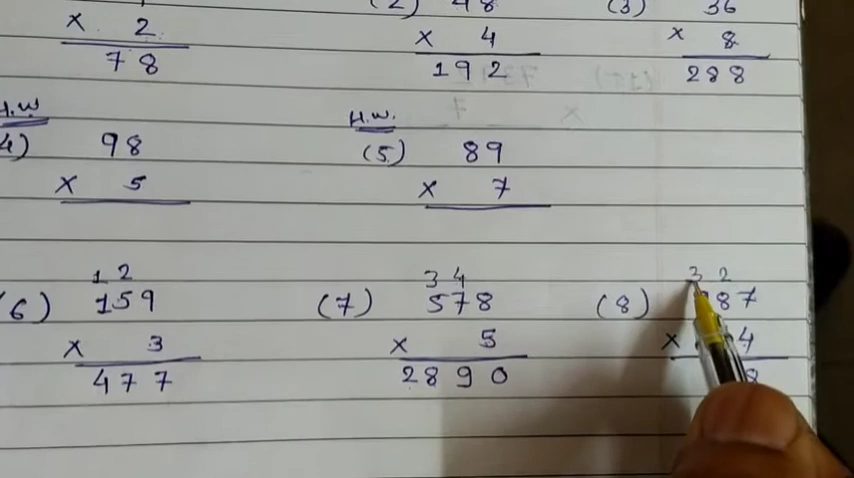 (2) 48 (3) 36
x 2 x 4 x 8
78 192 288
H.W H.W.
4) 98 (5) 89
x 5 x 7
1 2 3 4 3 2
(6) 159 (7) 578 (8) 87
x 3 x 5 x 4
477 2890 8